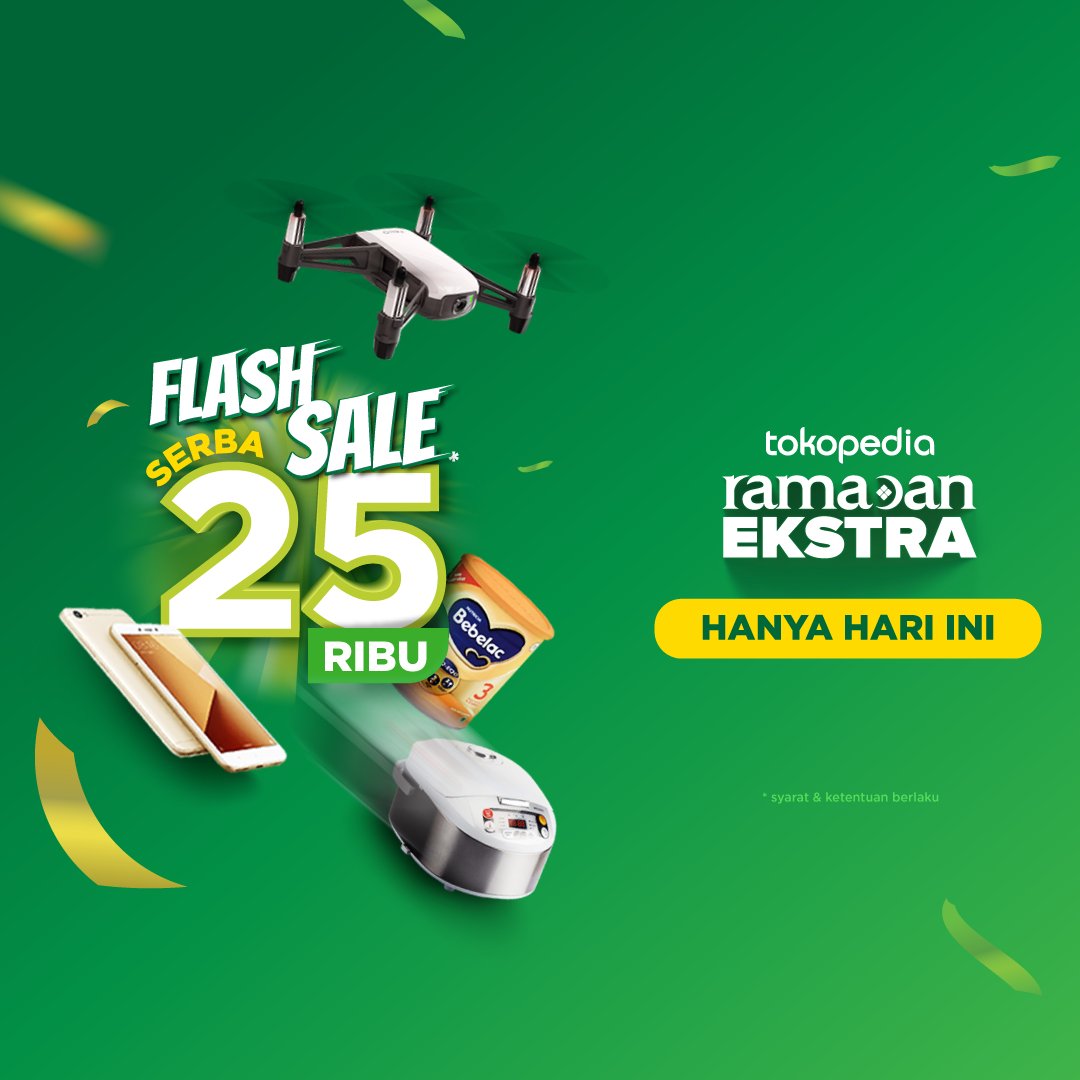 FLASH
SALE*
SERBA
25
RIBU
Bebelac
3
tokopedia
ramadan
EKSTRA
HANYA HARI INI
* syarat & ketentuan berlaku